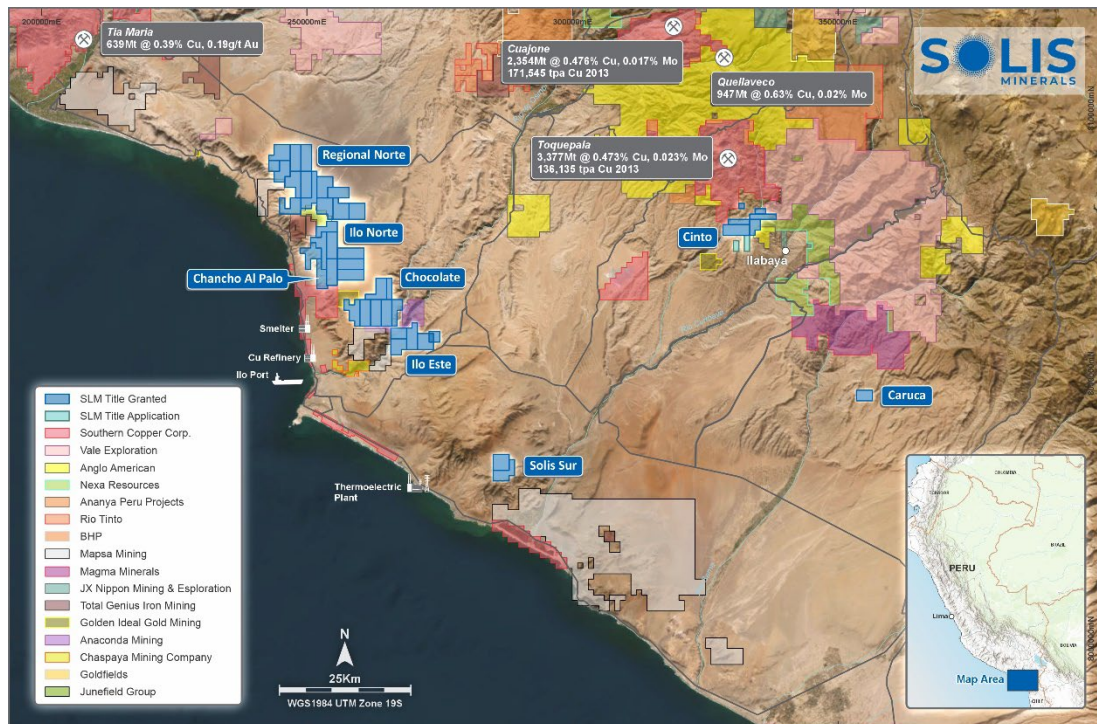 200000mE
250000mE
300000mE
350000mE
Tia Maria
639Mt @ 0.39% Cu, 0.19g/t Au
Cuajone
2,354Mt @ 0.476% Cu, 0.017% Mo
171,545 tpa Cu 2013
Quellaveco
947Mt @ 0.63% Cu, 0.02% Mo
Toquepala
3,377Mt @ 0.473% Cu, 0.023% Mo
136,135 tpa Cu 2013
SOLIS
MINERALS
Regional Norte
Ilo Norte
Chancho Al Palo
Chocolate
Cinto
Ilabaya
Smelter
Cu Refinery
Ilo Port
Ilo Este
Caruca
Solis Sur
Thermoelectric
Plant
SLM Title Granted
SLM Title Application
Southern Copper Corp.
Vale Exploration
Anglo American
Nexa Resources
Ananya Peru Projects
Rio Tinto
BHP
Mapsa Mining
Magma Minerals
JX Nippon Mining & Esploration
Total Genius Iron Mining
Golden Ideal Gold Mining
Anaconda Mining
Chaspaya Mining Company
Goldfields
Junefield Group
N
25Km
WGS1984 UTM Zone 19S
COLOMBIA
BRAZIL
PERU
Lima
BOLIVIA
Map Area